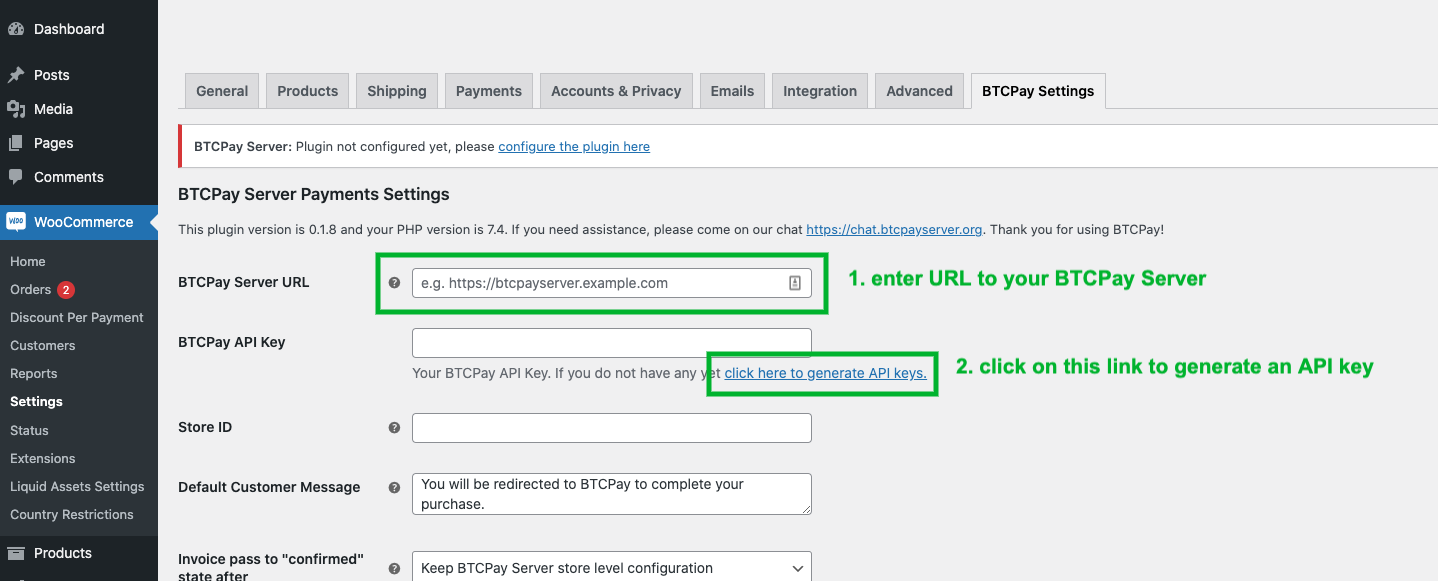 Dashboard
Posts
Media
Pages
Comments
WOO WooCommerce
Home
Orders 2
Discount Per Payment
Customers
Reports
Settings
Status
Extensions
Liquid Assets Settings
Country Restrictions
Products
General Products Shipping Payments Accounts & Privacy Emails Integration Advanced BTCPay Settings
BTCPay Server: Plugin not configured yet, please configure the plugin here
BTCPay Server Payments Settings
This plugin version is 0.1.8 and your PHP version is 7.4. If you need assistance, please come on our chat https://chat.btcpayserver.org. Thank you for using BTCPay!
BTCPay Server URL ? e.g. https://btcpayserver.example.com 1. enter URL to your BTCPay Server
BTCPay API Key
Your BTCPay API Key. If you do not have any yet click here to generate API keys. 2. click on this link to generate an API key
Store ID ?
Default Customer Message ? You will be redirected to BTCPay to complete your
purchase.
Invoice pass to "confirmed"
state after ? Keep BTCPay Server store level configuration